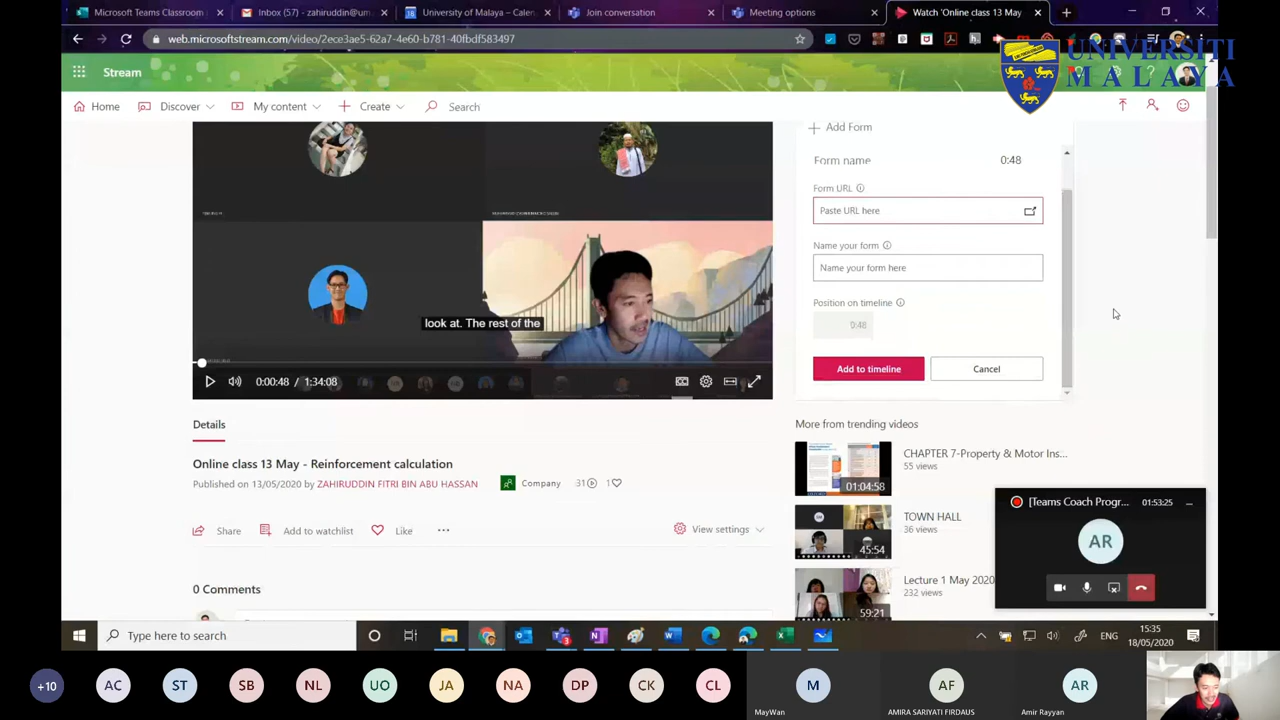 Microsoft Teams Classroom
Inbox (57) - zahiruddin@um.
University of Malaya – Caler
Join conversation
Meeting options
Watch 'Online class 13 May
web.microsoftstream.com/video/2ece3ae5-62a7-4e60-b781-40fbdf583497
UNIVERSITI
MALAYA
Stream
Home
Discover
My content
Create
Search
Add Form
Form name
0:48
Form URL
Paste URL here
Name your form
Name your form here
Position on timeline
0:48
Add to timeline
Cancel
look at. The rest of the
0:00:48 / 1:34:08
Details
More from trending videos
Online class 13 May - Reinforcement calculation
Published on 13/05/2020 by ZAHIRUDDIN FITRI BIN ABU HASSAN
Company
31
1
CHAPTER 7-Property & Motor Ins...
55 views
01:04:58
TOWN HALL
36 views
45:54
Lecture 1 May 2020
232 views
59:21
Share
Add to watchlist
Like
View settings
0 Comments
[Teams Coach Progr...
01:53:25
AR
Type here to search
ENG
15:35
18/05/2020
+10
AC
ST
SB
NL
UO
JA
NA
DP
CK
CL
M
MayWan
AF
AMIRA SARIYATI FIRDAUS
AR
Amir Rayyan